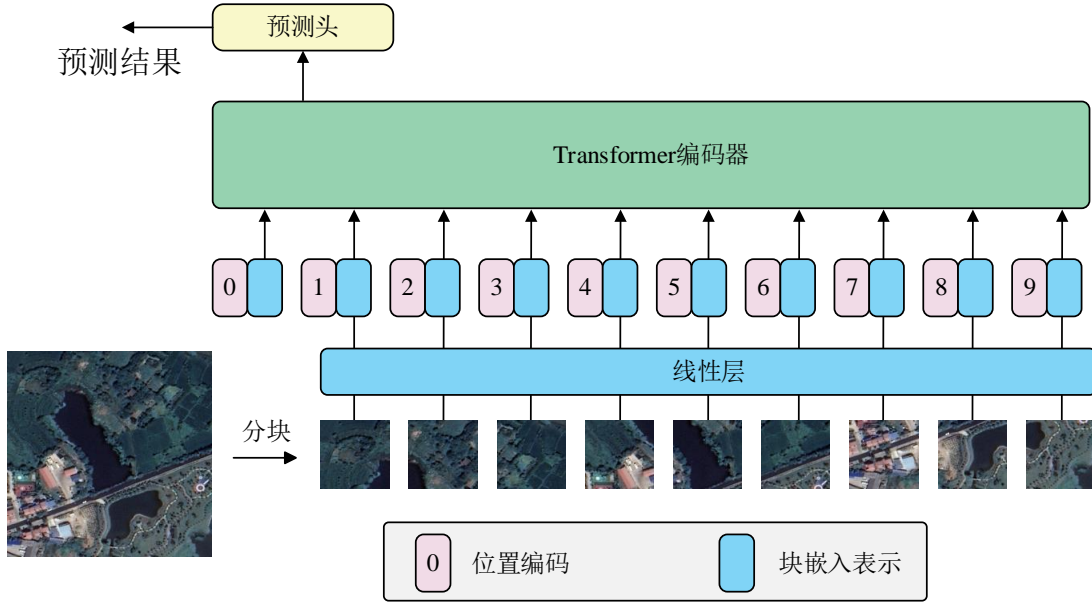 预测头
预测结果
Transformer编码器
0 1 2 3 4 5 6 7 8 9
线性层
分块
0 位置编码 块嵌入表示